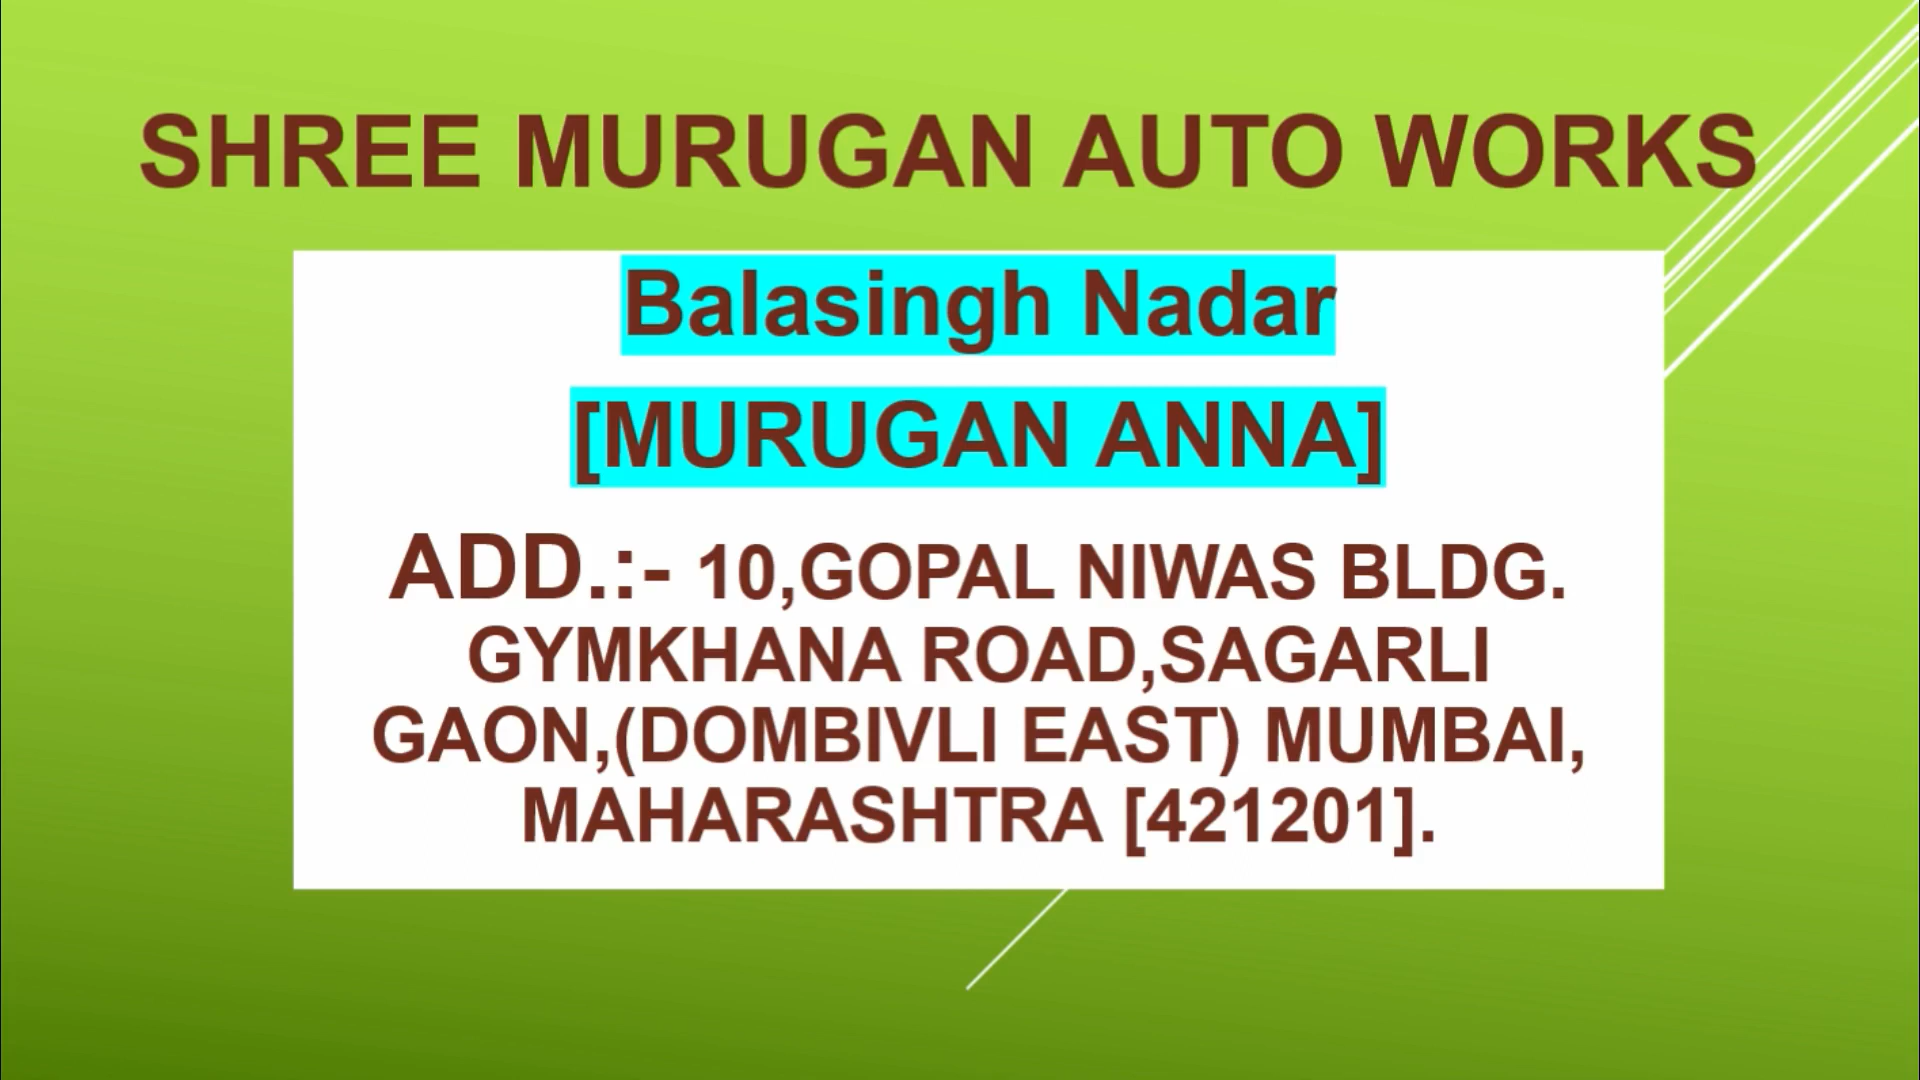 SHREE MURUGAN AUTO WORKS
Balasingh Nadar
[MURUGAN ANNA]
ADD.:- 10,GOPAL NIWAS BLDG.
GYMKHANA ROAD,SAGARLI
GAON,(DOMBIVLI EAST) MUMBAI,
MAHARASHTRA [421201].